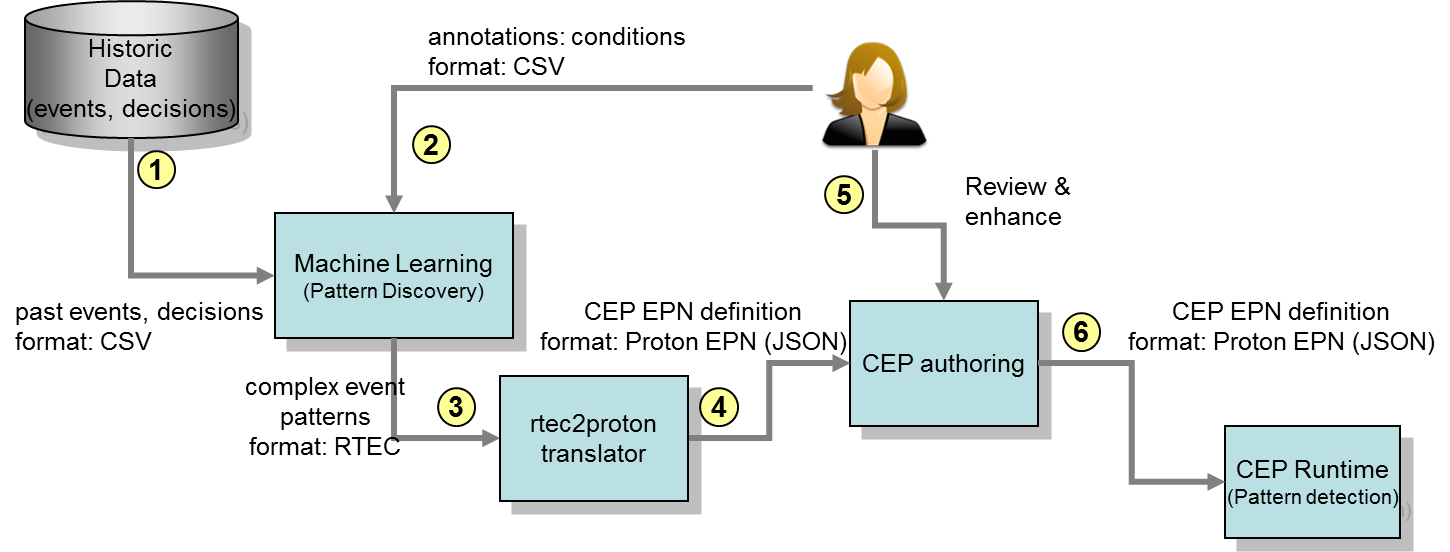 Historic
Data
(events, decisions)
1
annotations: conditions
format: CSV
2
5
Review &
enhance
Machine Learning
(Pattern Discovery)
past events, decisions
format: CSV
CEP EPN definition
format: Proton EPN (JSON)
CEP authoring
6
CEP EPN definition
format: Proton EPN (JSON)
complex event
patterns
format: RTEC
3
rtec2proton
translator
4
CEP Runtime
(Pattern detection)